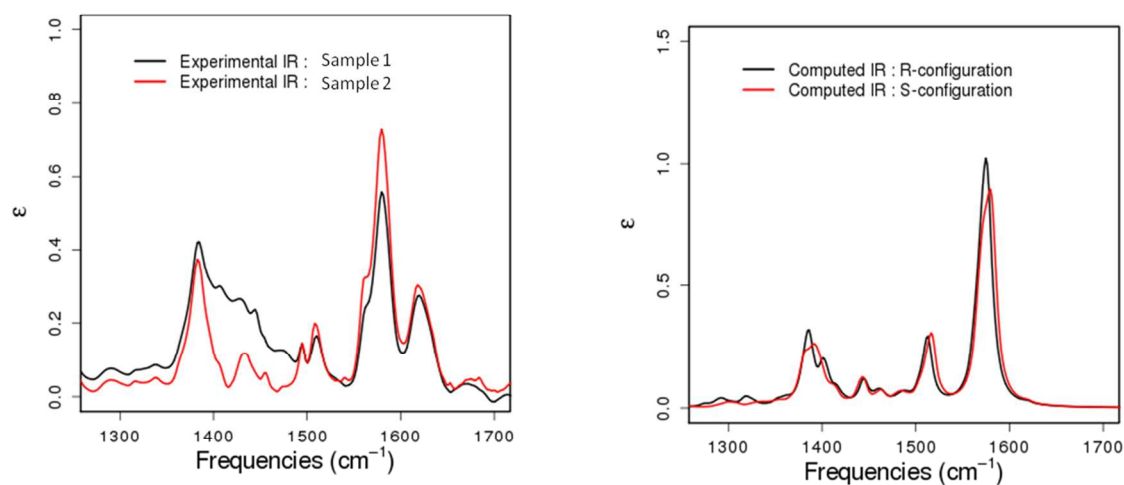 Experimental IR : Sample 1
Experimental IR : Sample 2
ε
1.0
0.8
0.6
0.4
0.2
0.0
1300 1400 1500 1600 1700
Frequencies (cm⁻¹)
Computed IR : R-configuration
Computed IR : S-configuration
ε
1.5
1.0
0.5
0.0
1300 1400 1500 1600 1700
Frequencies (cm⁻¹)